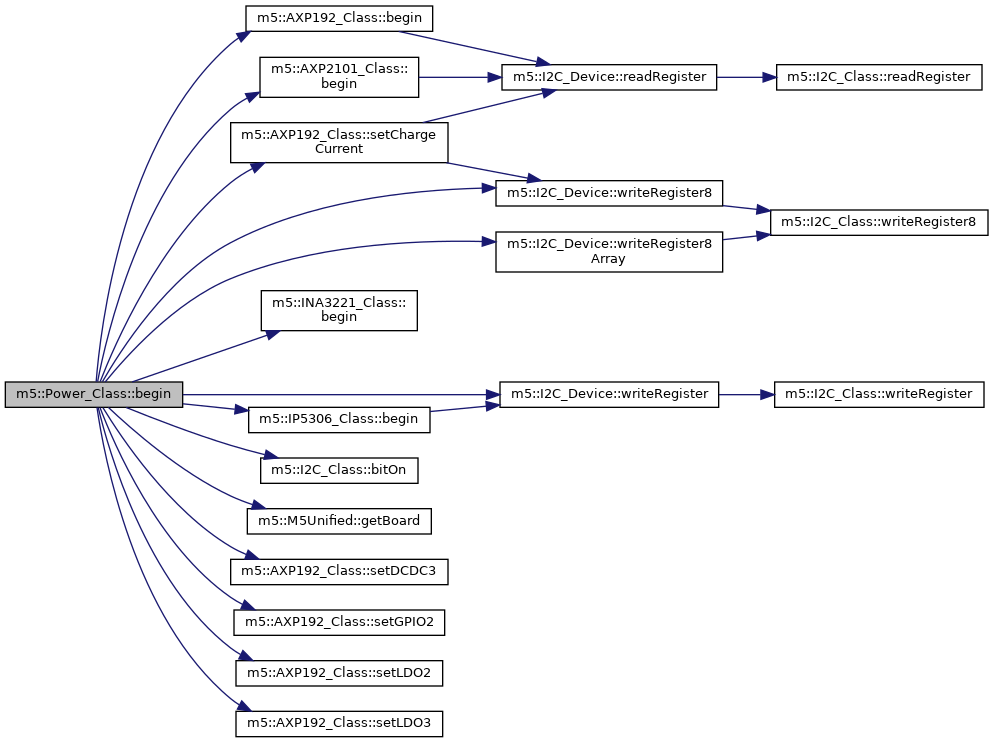 m5::AXP192_Class::begin
m5::AXP2101_Class::
begin
m5::I2C_Device::readRegister
m5::I2C_Class::readRegister
m5::AXP192_Class::setCharge
Current
m5::I2C_Device::writeRegister8
m5::I2C_Class::writeRegister8
m5::I2C_Device::writeRegister8
Array
m5::INA3221_Class::
begin
m5::Power_Class::begin
m5::I2C_Device::writeRegister
m5::I2C_Class::writeRegister
m5::IP5306_Class::begin
m5::I2C_Class::bitOn
m5::M5Unified::getBoard
m5::AXP192_Class::setDCDC3
m5::AXP192_Class::setGPIO2
m5::AXP192_Class::setLDO2
m5::AXP192_Class::setLDO3